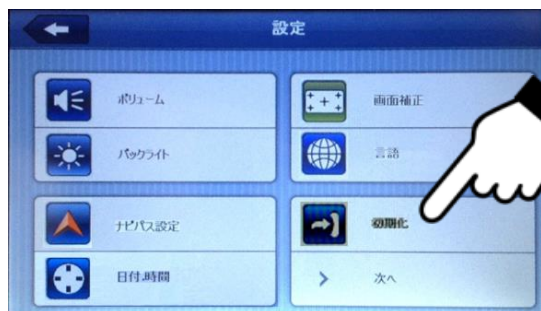 設定
ボリューム
画面補正
バックライト
言語
ナビパス設定
初期化
日付.時間
次へ